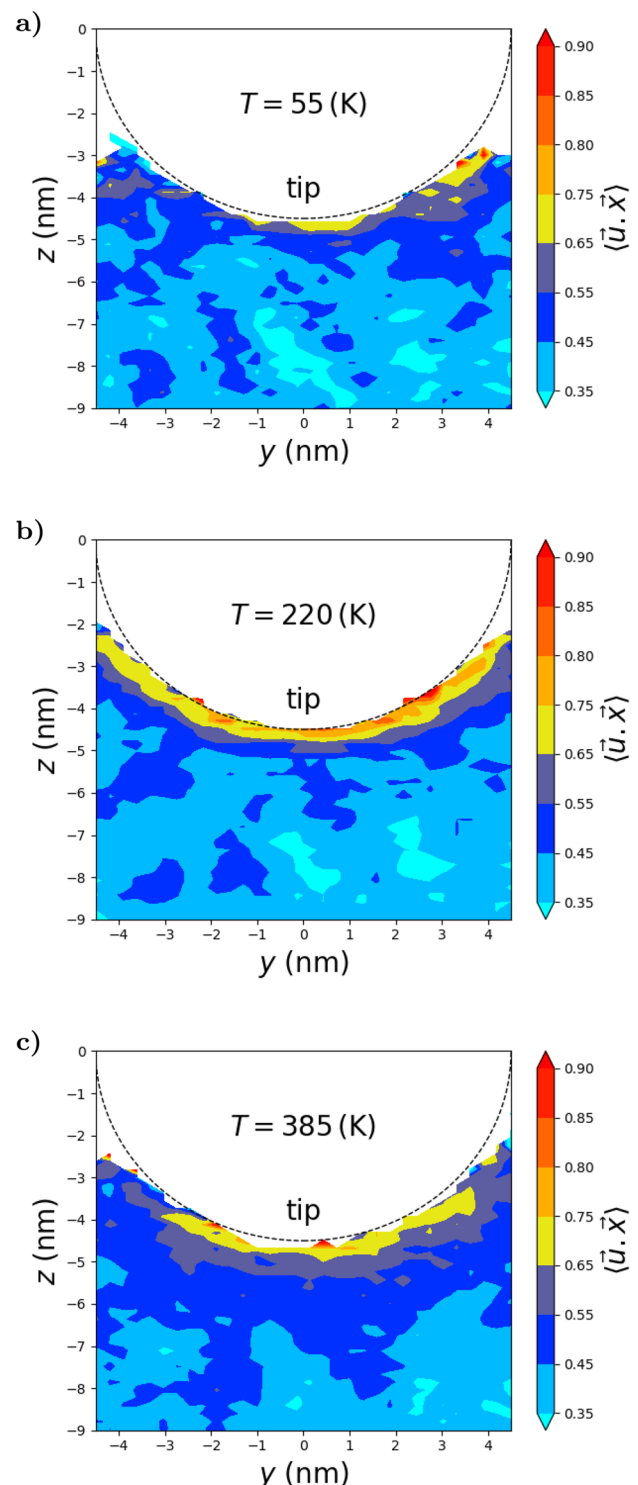 a)
0
−1
−2
−3
−4
−5
−6
−7
−8
−9
z (nm)
T = 55 (K)
tip
−4 −3 −2 −1 0 1 2 3 4
y (nm)
0.90
0.85
0.80
0.75
0.65
0.55
0.45
0.35
⟨u⃗.x⃗⟩
b)
0
−1
−2
−3
−4
−5
−6
−7
−8
−9
z (nm)
T = 220 (K)
tip
−4 −3 −2 −1 0 1 2 3 4
y (nm)
0.90
0.85
0.80
0.75
0.65
0.55
0.45
0.35
⟨u⃗.x⃗⟩
c)
0
−1
−2
−3
−4
−5
−6
−7
−8
−9
z (nm)
T = 385 (K)
tip
−4 −3 −2 −1 0 1 2 3 4
y (nm)
0.90
0.85
0.80
0.75
0.65
0.55
0.45
0.35
⟨u⃗.x⃗⟩